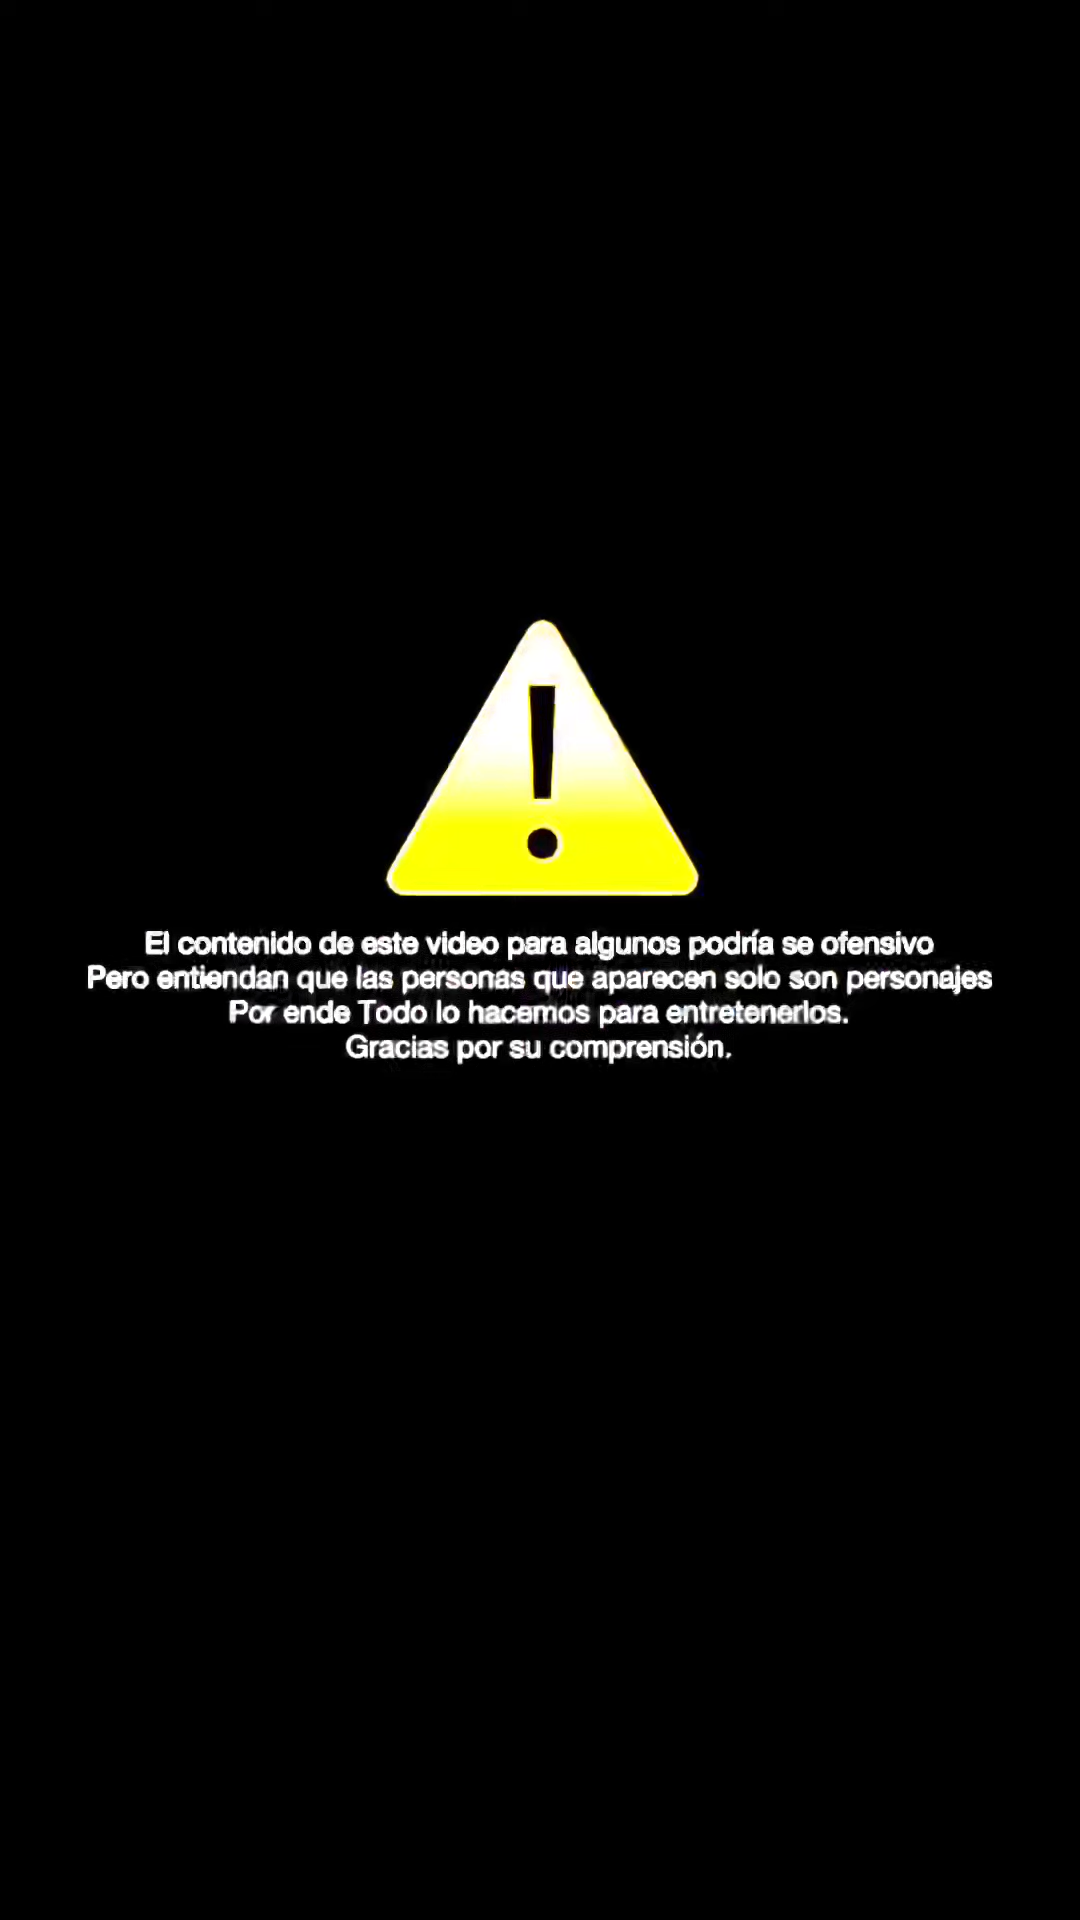 El contenido de este video para algunos podría se ofensivo
Pero entiendan que las personas que aparecen solo son personajes
Por ende Todo lo hacemos para entretenerlos.
Gracias por su comprensión.